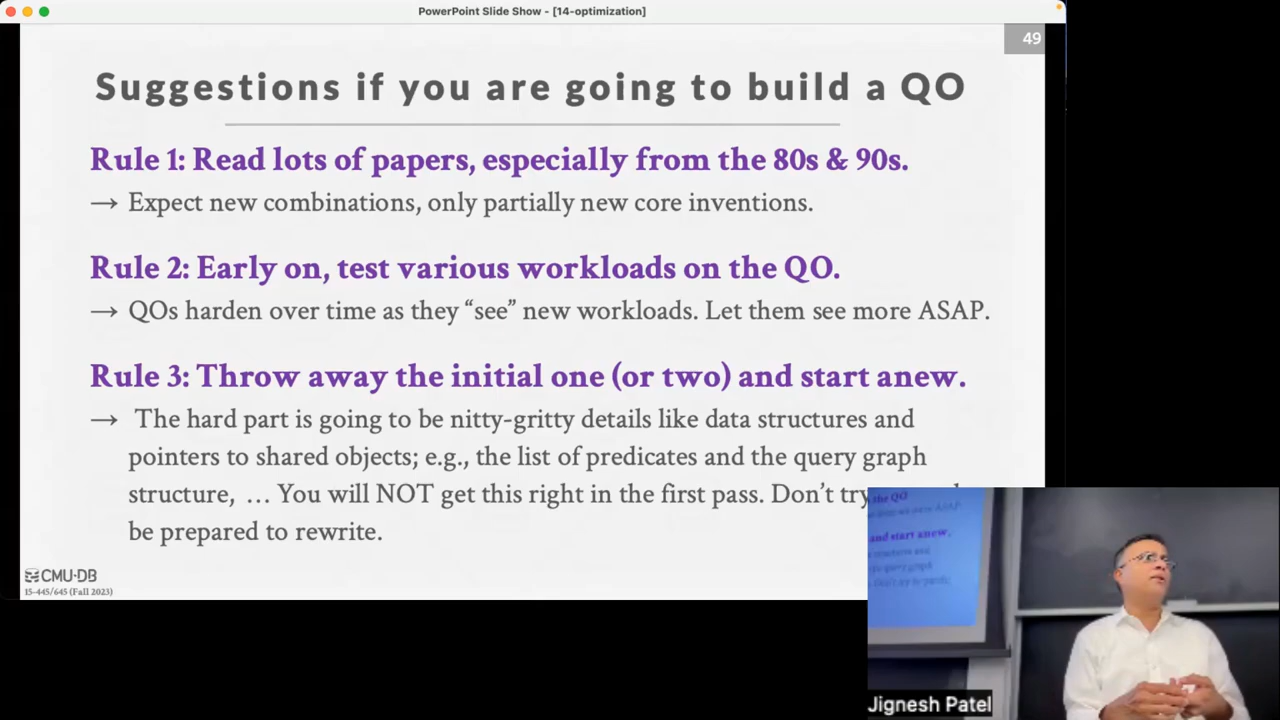 PowerPoint Slide Show - [14-optimization]
49
Suggestions if you are going to build a QO
Rule 1: Read lots of papers, especially from the 80s & 90s.
→ Expect new combinations, only partially new core inventions.
Rule 2: Early on, test various workloads on the QO.
→ QOs harden over time as they “see” new workloads. Let them see more ASAP.
Rule 3: Throw away the initial one (or two) and start anew.
→ The hard part is going to be nitty-gritty details like data structures and
pointers to shared objects; e.g., the list of predicates and the query graph
structure, … You will NOT get this right in the first pass. Don’t try
be prepared to rewrite.
CMU·DB
15-445/645 (Fall 2023)
the QO
and start anew.
Jignesh Patel